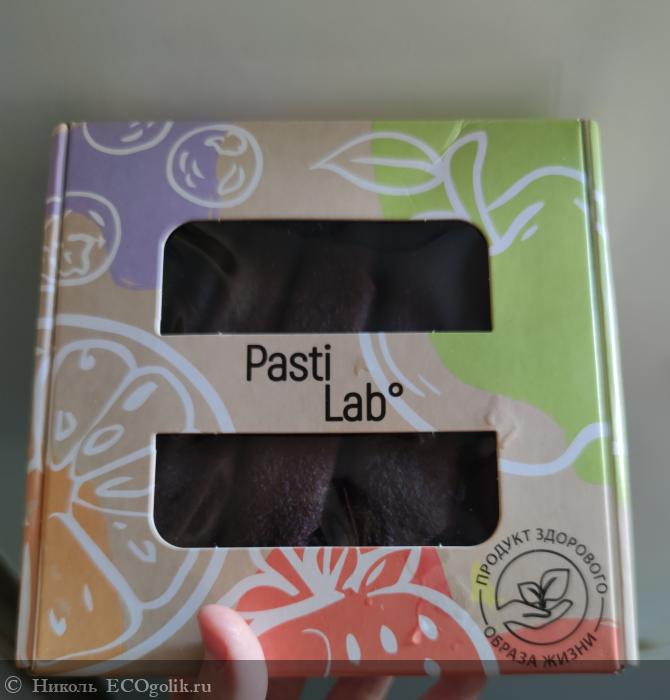 Pasti
Lab°
ПРОДУКТ ЗДОРОВОГО
ОБРАЗА ЖИЗНИ
© Николь ECOgolik.ru